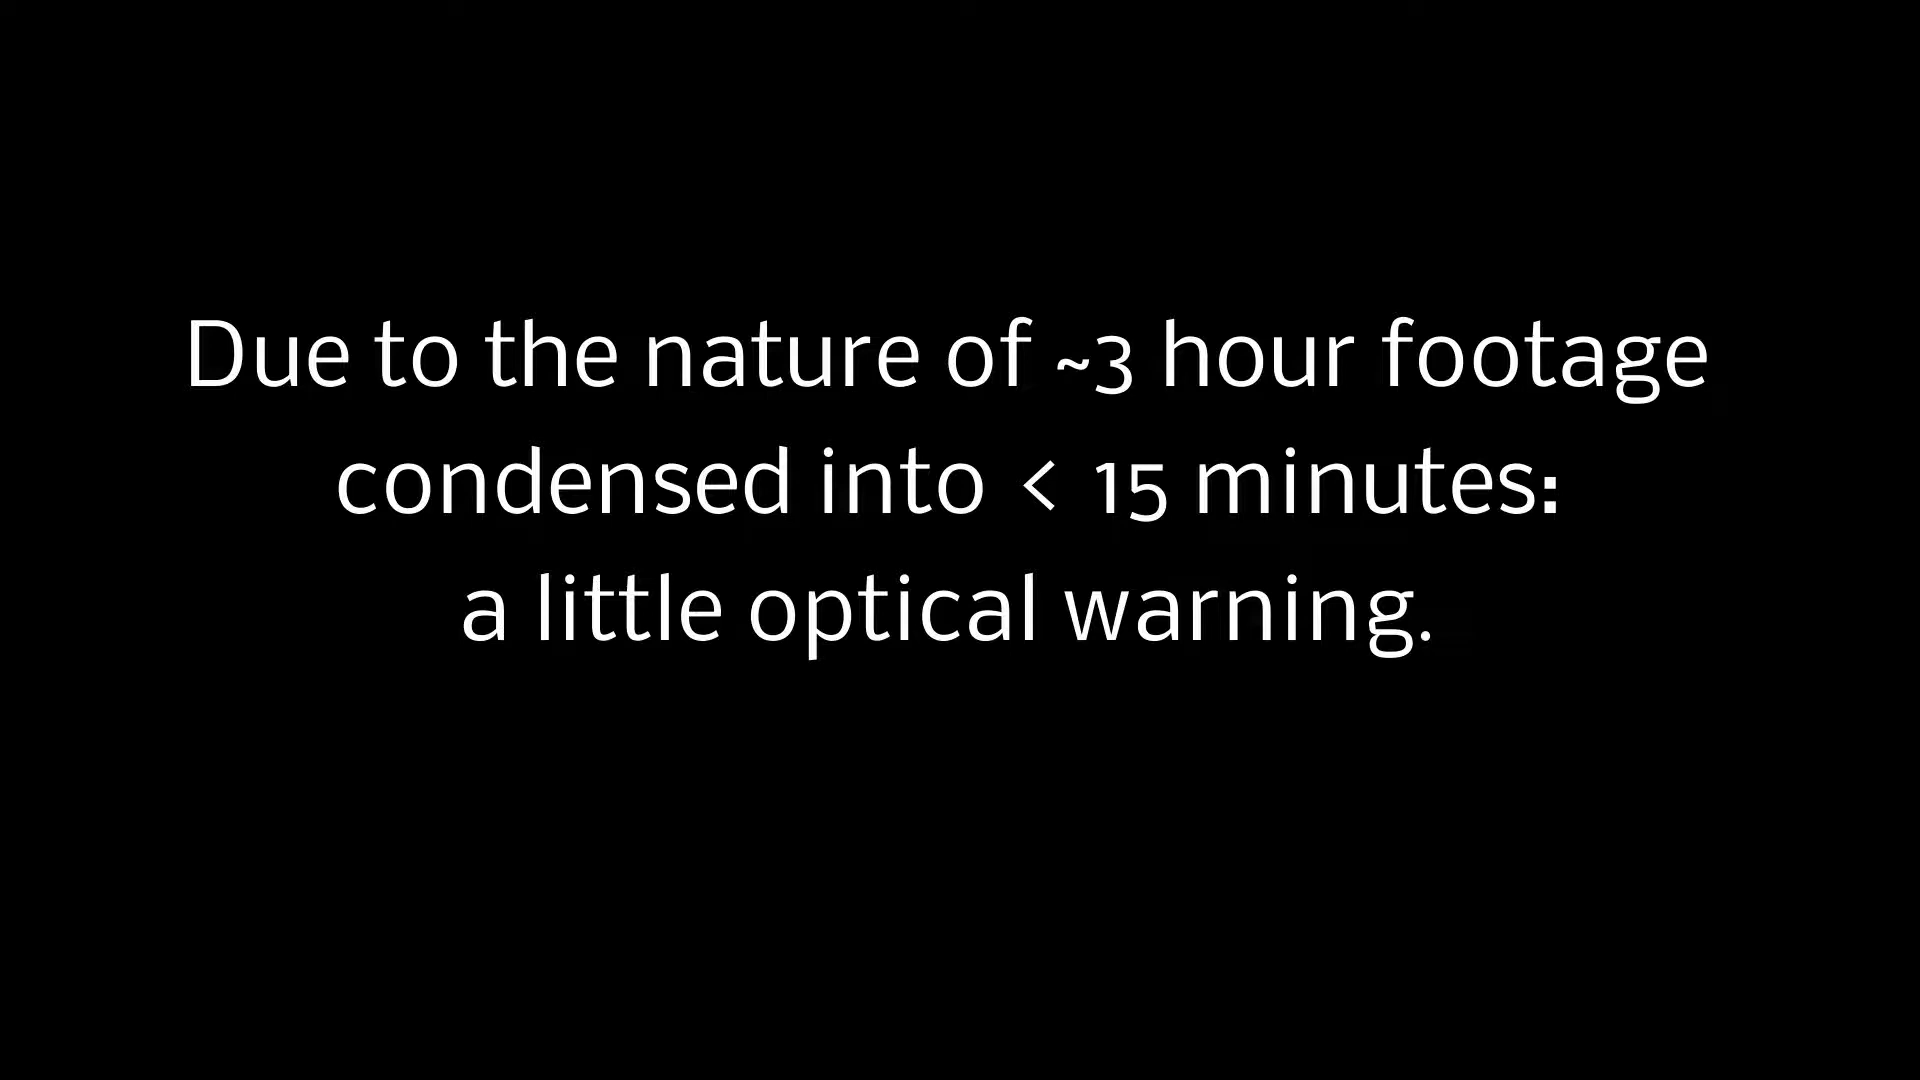 Due to the nature of ~3 hour footage
condensed into < 15 minutes:
a little optical warning.